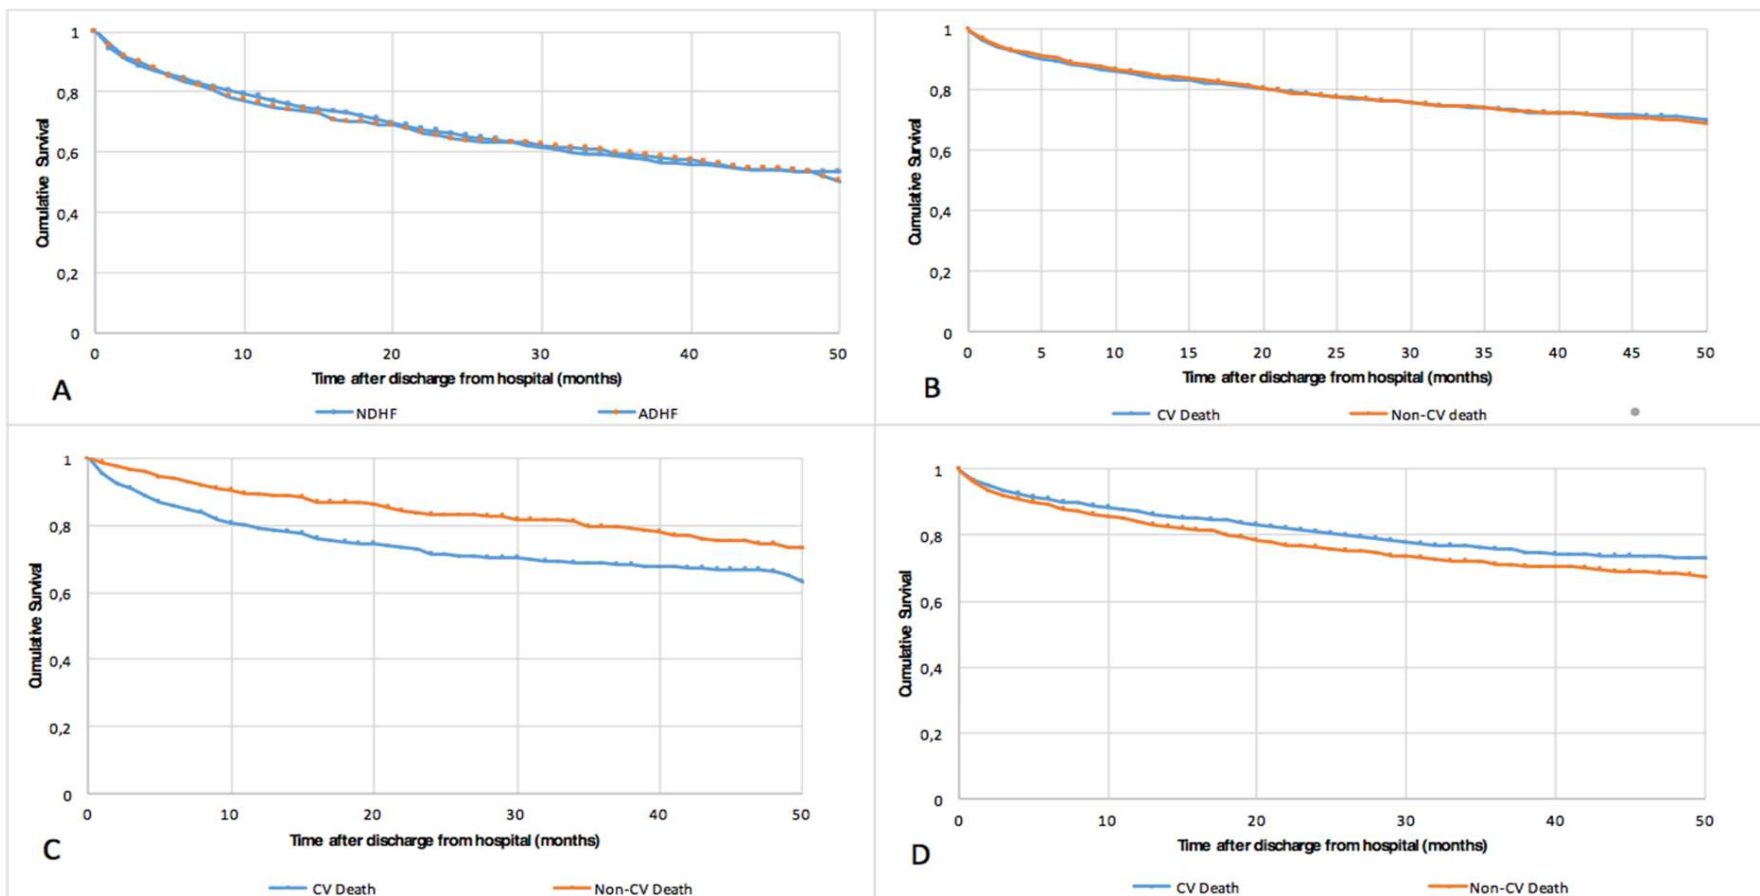 1
0,8
0,6
0,4
0,2
0
Cumulative Survival
0 10 20 30 40 50
Time after discharge from hospital (months)
A
NDHF ADHF
1
0,8
0,6
0,4
0,2
0
Cumulative Survival
0 5 10 15 20 25 30 35 40 45 50
Time after discharge from hospital (months)
B
CV Death Non-CV death
1
0,8
0,6
0,4
0,2
0
Cumulative Survival
0 10 20 30 40 50
Time after discharge from hospital (months)
C
CV Death Non-CV Death
1
0,8
0,6
0,4
0,2
0
Cumulative Survival
0 10 20 30 40 50
Time after discharge from hospital (months)
D
CV Death Non-CV Death